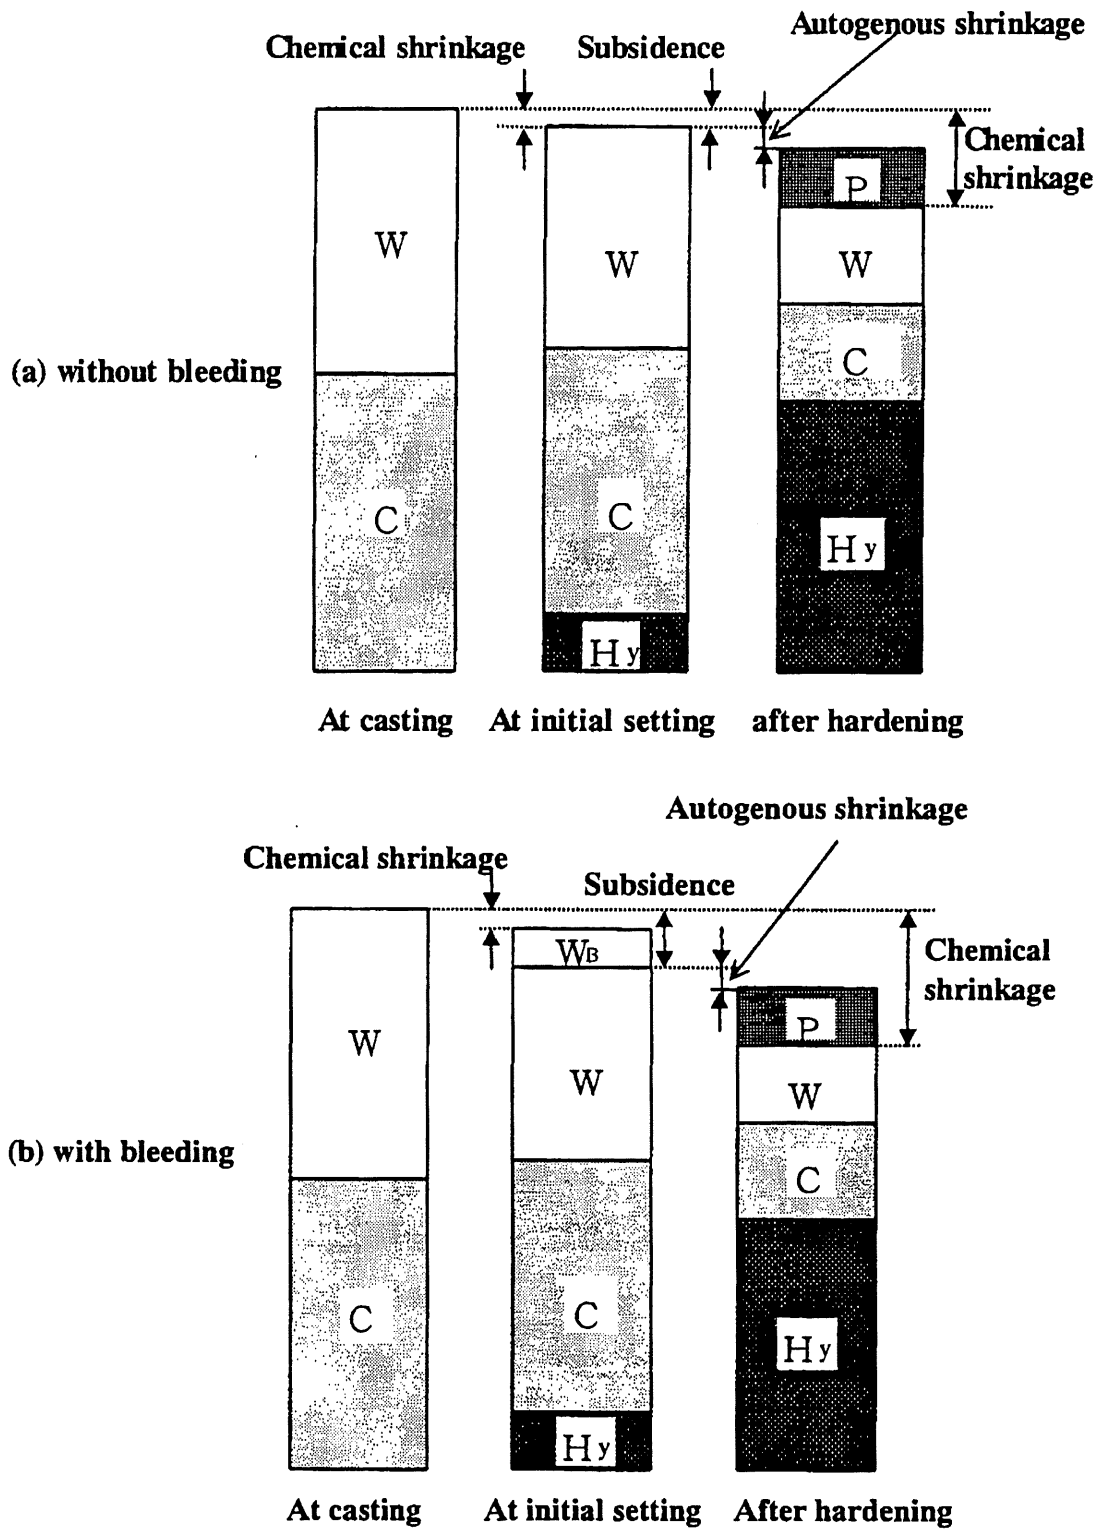 Autogenous shrinkage
Chemical shrinkage
Subsidence
Chemical
shrinkage
P
W
W
W
C
(a) without bleeding
C
C
Hy
Hy
At casting
At initial setting
after hardening
Autogenous shrinkage
Chemical shrinkage
Subsidence
WB
Chemical
shrinkage
P
W
W
W
(b) with bleeding
C
C
C
Hy
Hy
At casting
At initial setting
After hardening